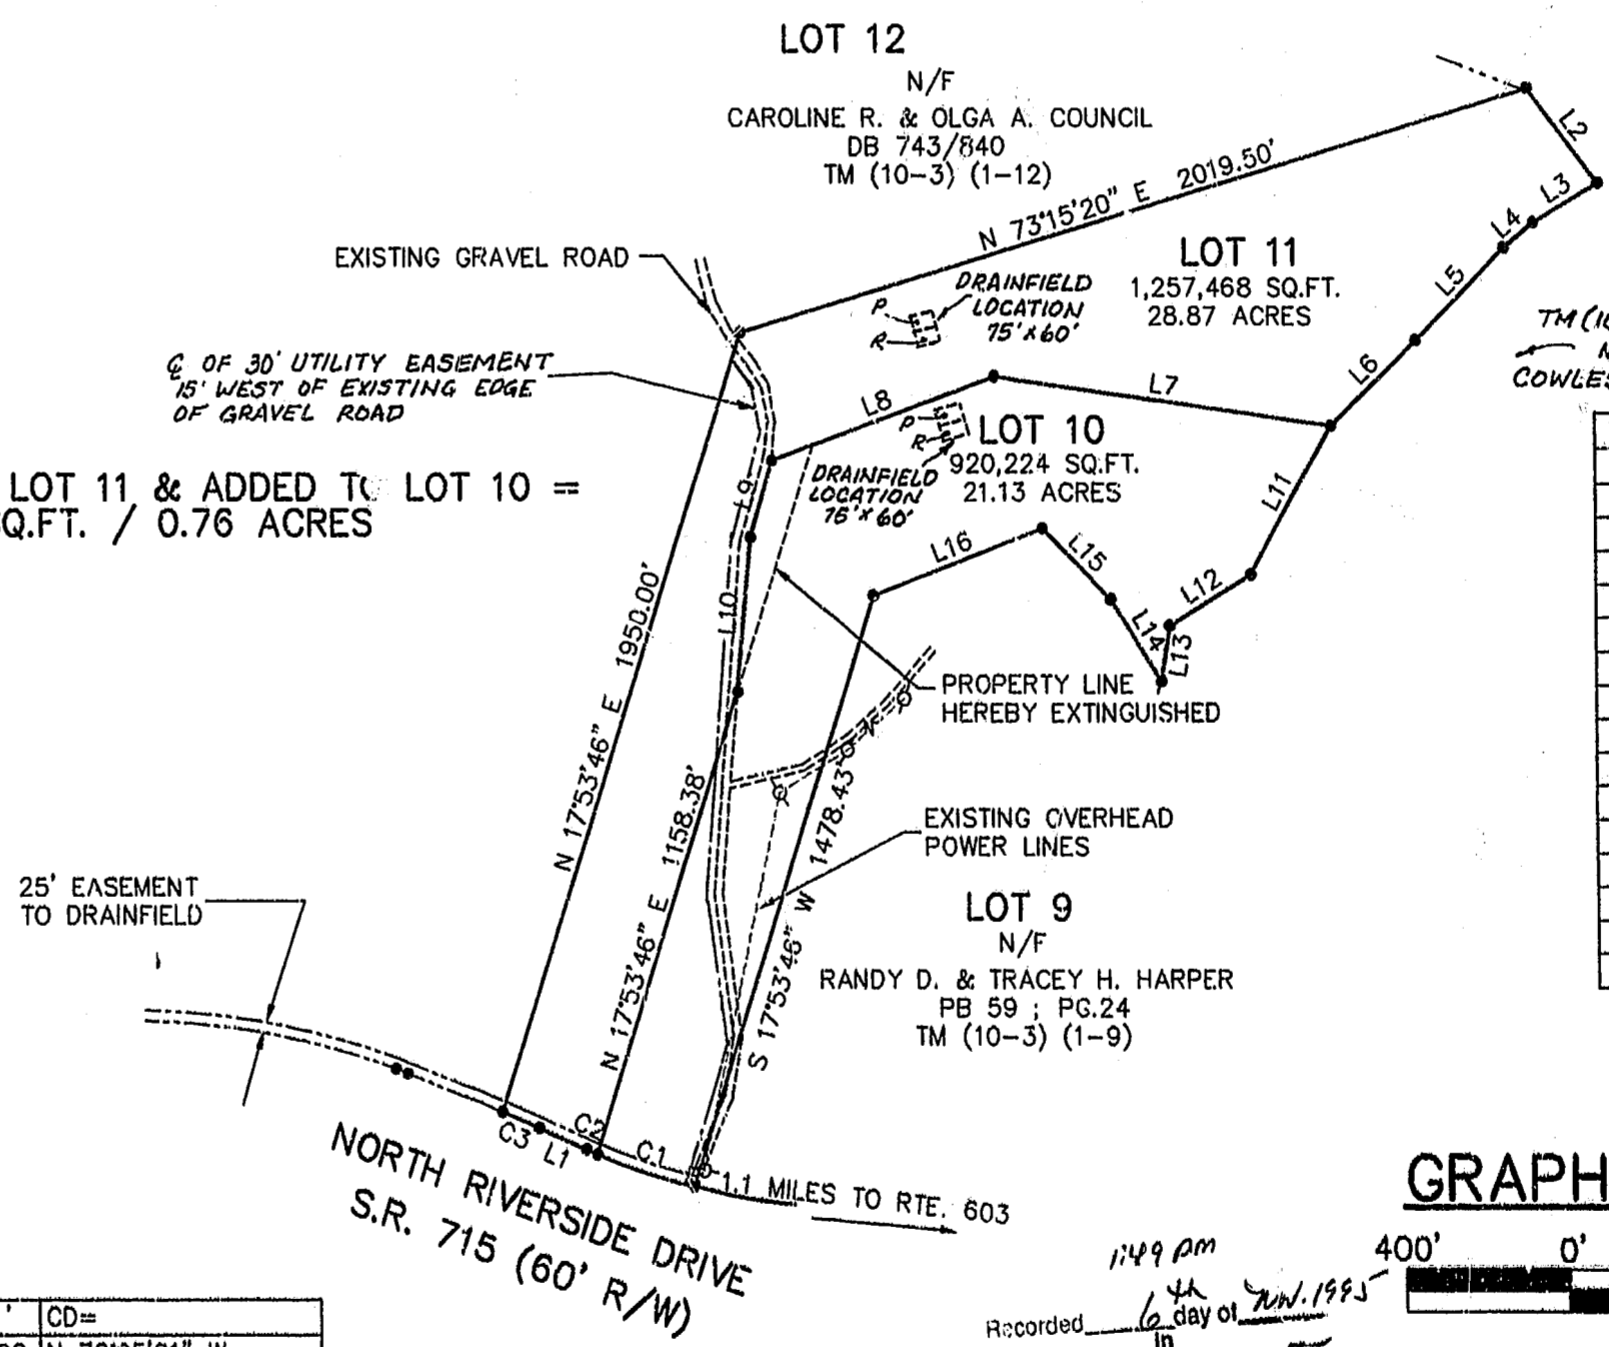 LOT 12
N/F
CAROLINE R. & OLGA A. COUNCIL
DB 743/840
TM (10-3) (1-12)
N 73°15'20" E 2019.50'
L2
L3
L4
L5
L6
EXISTING GRAVEL ROAD
LOT 11
1,257,468 SQ.FT.
28.87 ACRES
DRAINFIELD
LOCATION
75'x60'
P
R
TM (10
COWLES
℄ OF 30' UTILITY EASEMENT
15' WEST OF EXISTING EDGE
OF GRAVEL ROAD
L7
L8
P
R
LOT 10
920,224 SQ.FT.
21.13 ACRES
DRAINFIELD
LOCATION
75'x60'
LOT 11 & ADDED TO LOT 10 =
SQ.FT. / 0.76 ACRES
L9
L10
L11
L12
L13
L14
L15
L16
N 17°53'46" E 1950.00'
N 17°53'46" E 1158.38'
S 17°53'46" W 1478.43'
PROPERTY LINE
HEREBY EXTINGUISHED
EXISTING OVERHEAD
POWER LINES
LOT 9
N/F
RANDY D. & TRACEY H. HARPER
PB 59 ; PG.24
TM (10-3) (1-9)
25' EASEMENT
TO DRAINFIELD
C3
L1
C2
C1
1.1 MILES TO RTE. 603
NORTH RIVERSIDE DRIVE
S.R. 715 (60' R/W)
GRAPH
400' 0'
1:49 pm
Recorded 6th day of Nov. 1995
in
' CD=